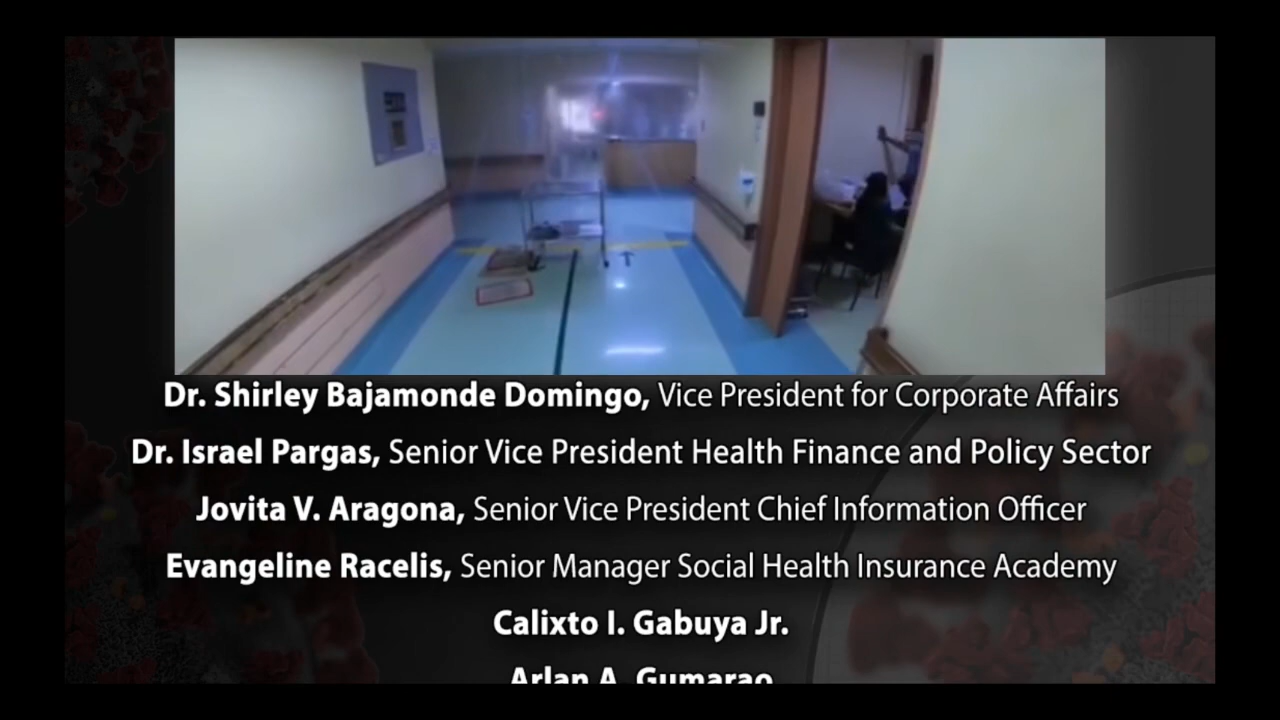 Dr. Shirley Bajamonde Domingo, Vice President for Corporate Affairs
Dr. Israel Pargas, Senior Vice President Health Finance and Policy Sector
Jovita V. Aragona, Senior Vice President Chief Information Officer
Evangeline Racelis, Senior Manager Social Health Insurance Academy
Calixto I. Gabuya Jr.
Arlan A. Gumarao